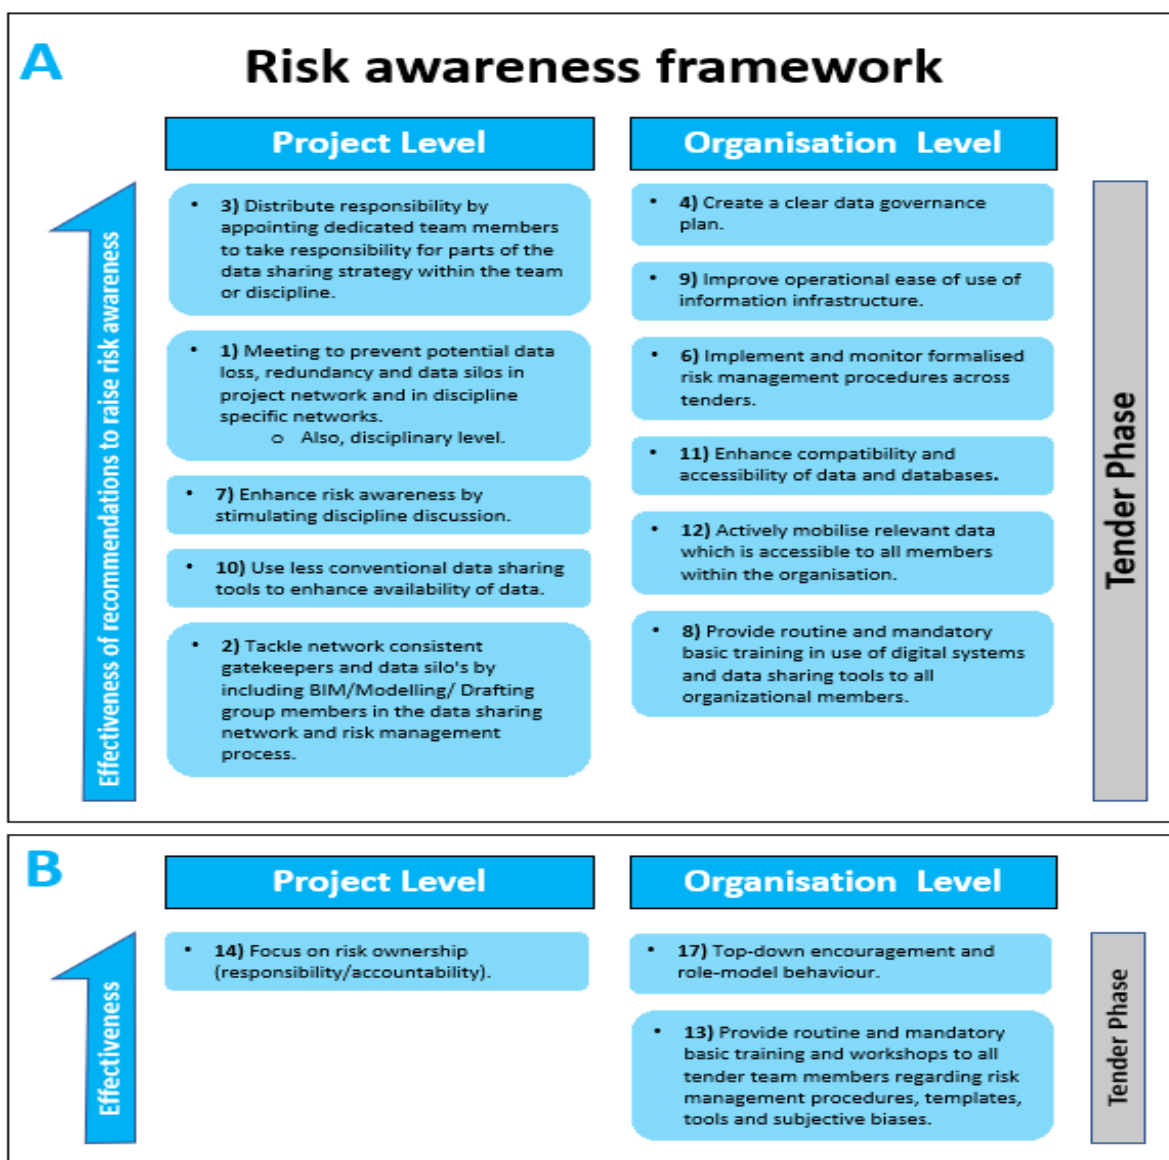 A
Risk awareness framework
Project Level
Organisation Level
Effectiveness of recommendations to raise risk awareness
• 3) Distribute responsibility by
appointing dedicated team members
to take responsibility for parts of the
data sharing strategy within the team
or discipline.
• 1) Meeting to prevent potential data
loss, redundancy and data silos in
project network and in discipline
specific networks.
o Also, disciplinary level.
• 7) Enhance risk awareness by
stimulating discipline discussion.
• 10) Use less conventional data sharing
tools to enhance availability of data.
• 2) Tackle network consistent
gatekeepers and data silo's by
including BIM/Modelling/ Drafting
group members in the data sharing
network and risk management
process.
• 4) Create a clear data governance
plan.
• 9) Improve operational ease of use of
information infrastructure.
• 6) Implement and monitor formalised
risk management procedures across
tenders.
• 11) Enhance compatibility and
accessibility of data and databases.
• 12) Actively mobilise relevant data
which is accessible to all members
within the organisation.
• 8) Provide routine and mandatory
basic training in use of digital systems
and data sharing tools to all
organizational members.
Tender Phase
B
Project Level
Organisation Level
Effectiveness
• 14) Focus on risk ownership
(responsibility/accountability).
• 17) Top-down encouragement and
role-model behaviour.
• 13) Provide routine and mandatory
basic training and workshops to all
tender team members regarding risk
management procedures, templates,
tools and subjective biases.
Tender Phase